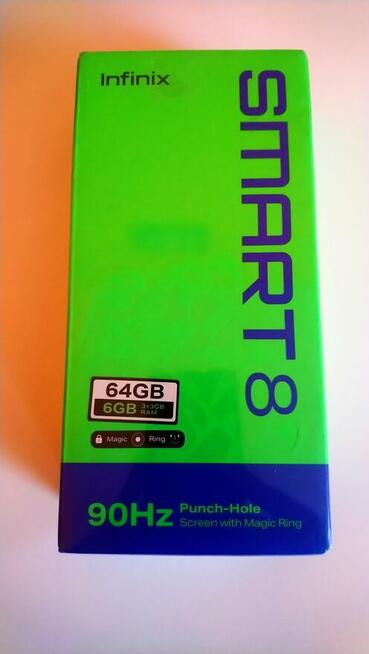 Infinix
SMART 8
64GB
6GB 3+3GB RAM
Magic Ring
90Hz Punch-Hole
Screen with Magic Ring